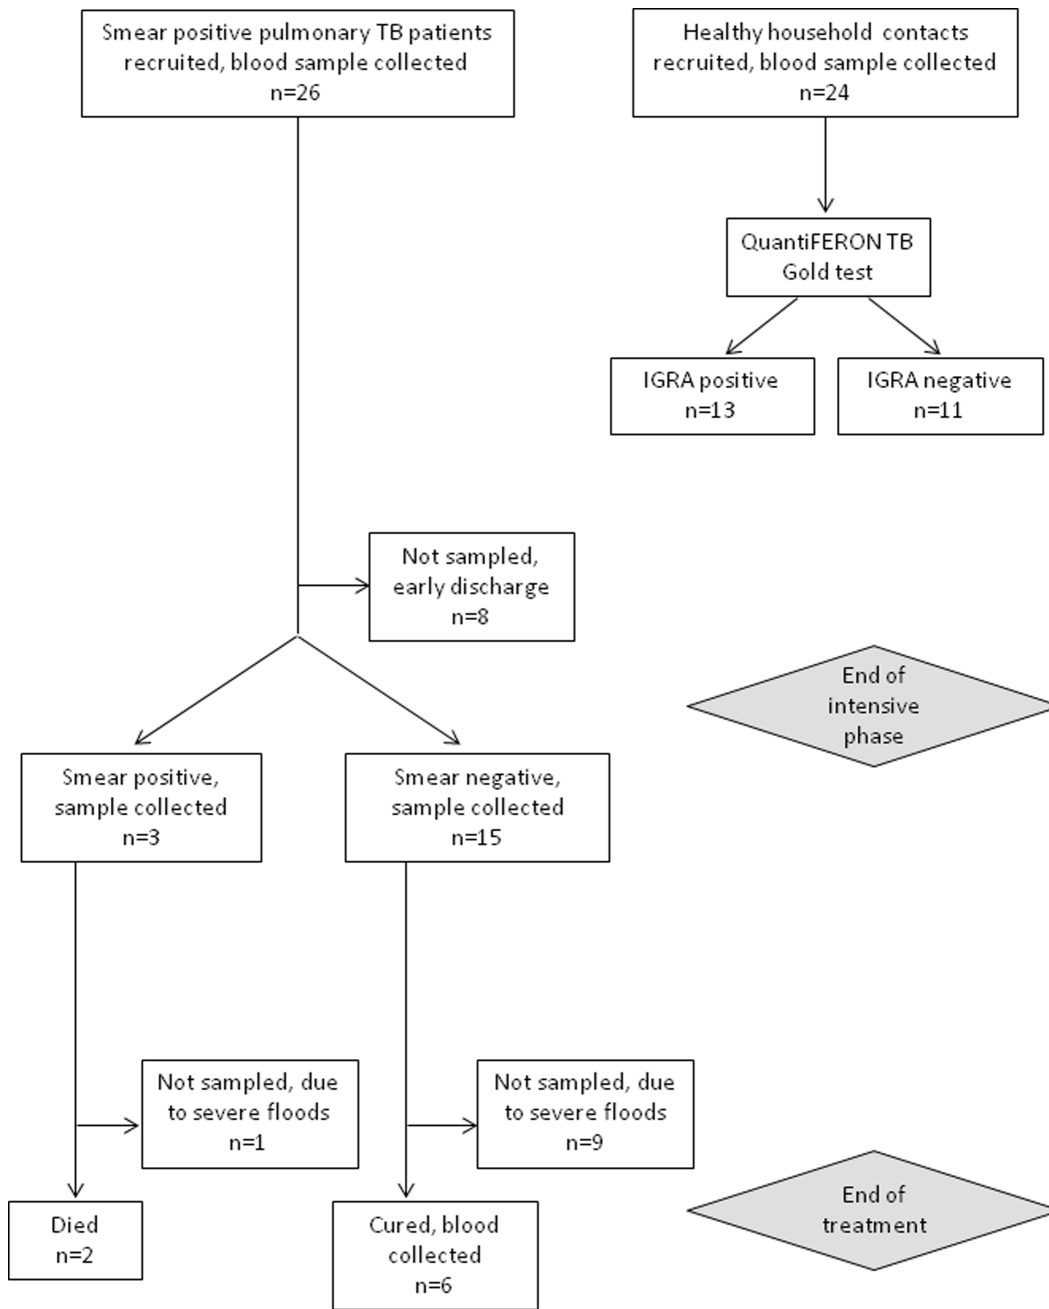 Smear positive pulmonary TB patients
recruited, blood sample collected
n=26
Healthy household contacts
recruited, blood sample collected
n=24
QuantiFERON TB
Gold test
IGRA positive
n=13
IGRA negative
n=11
Not sampled,
early discharge
n=8
End of
intensive
phase
Smear positive,
sample collected
n=3
Smear negative,
sample collected
n=15
Not sampled, due
to severe floods
n=1
Not sampled, due
to severe floods
n=9
Died
n=2
Cured, blood
collected
n=6
End of
treatment